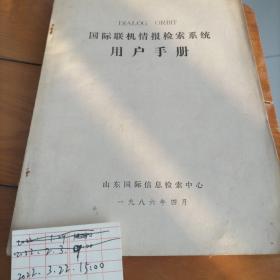 DIALOG ORBIT
国际联机情报检索系统
用户手册
山东国际信息检索中心
一九八六年四月
2022. 3.22. 15:00